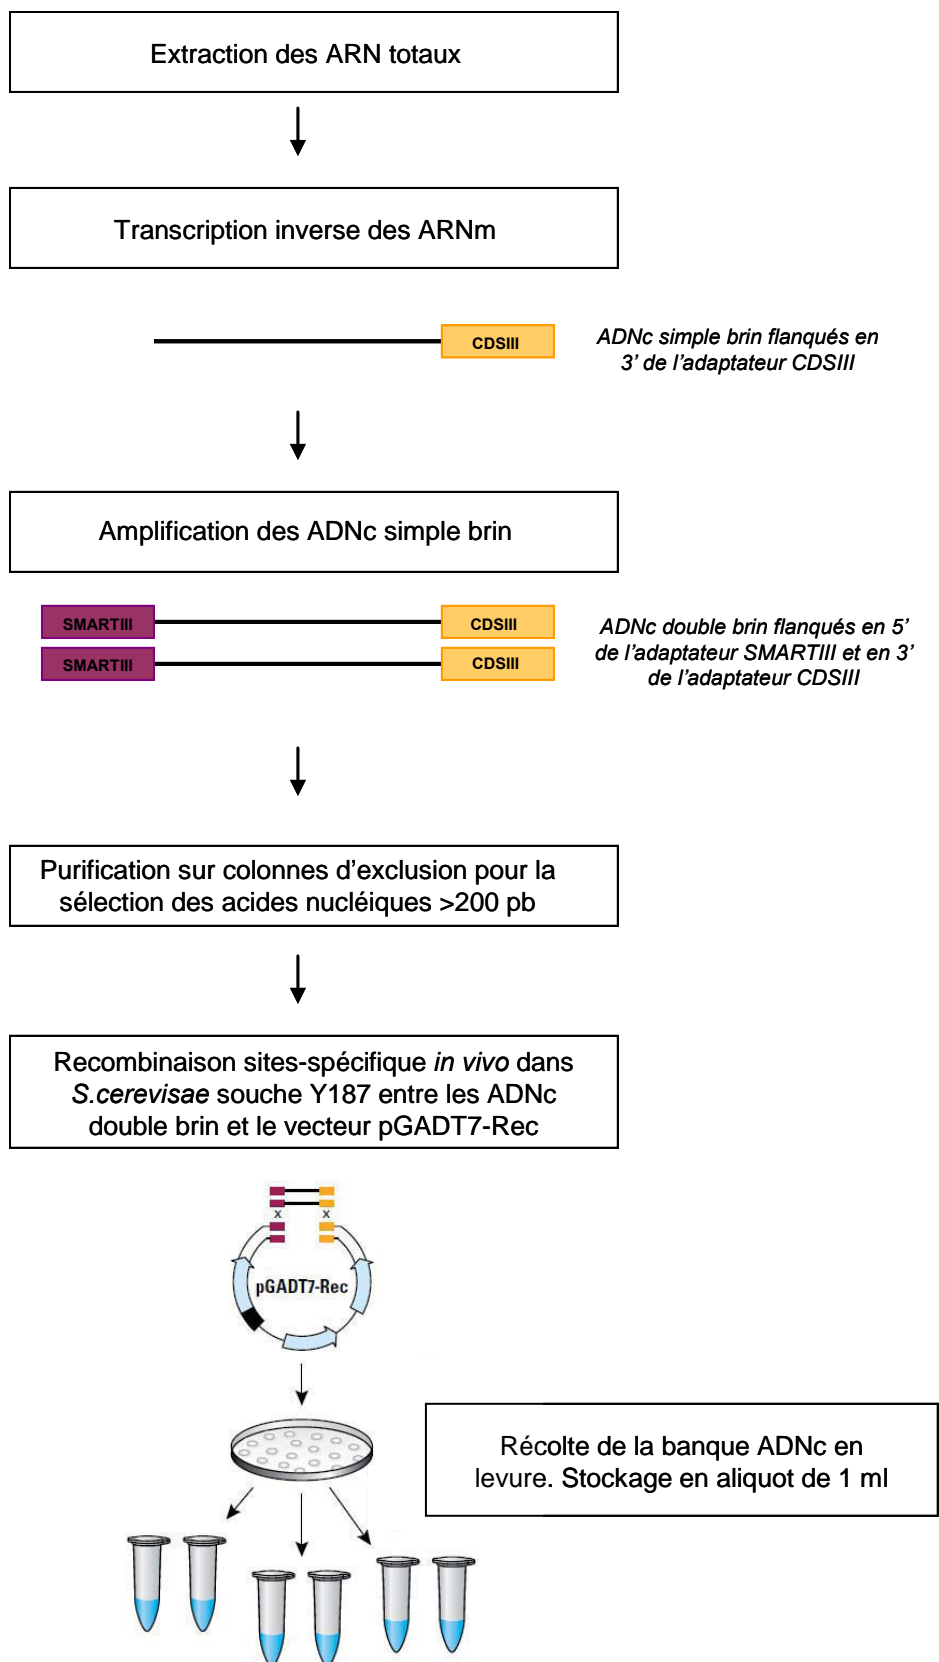 Extraction des ARN totaux
Transcription inverse des ARNm
CDSIII
ADNc simple brin flanqués en
3’ de l’adaptateur CDSIII
Amplification des ADNc simple brin
SMARTIII
CDSIII
SMARTIII
CDSIII
ADNc double brin flanqués en 5’
de l’adaptateur SMARTIII et en 3’
de l’adaptateur CDSIII
Purification sur colonnes d’exclusion pour la
sélection des acides nucléiques >200 pb
Recombinaison sites-spécifique in vivo dans
S.cerevisae souche Y187 entre les ADNc
double brin et le vecteur pGADT7-Rec
x x
pGADT7-Rec
Récolte de la banque ADNc en
levure. Stockage en aliquot de 1 ml